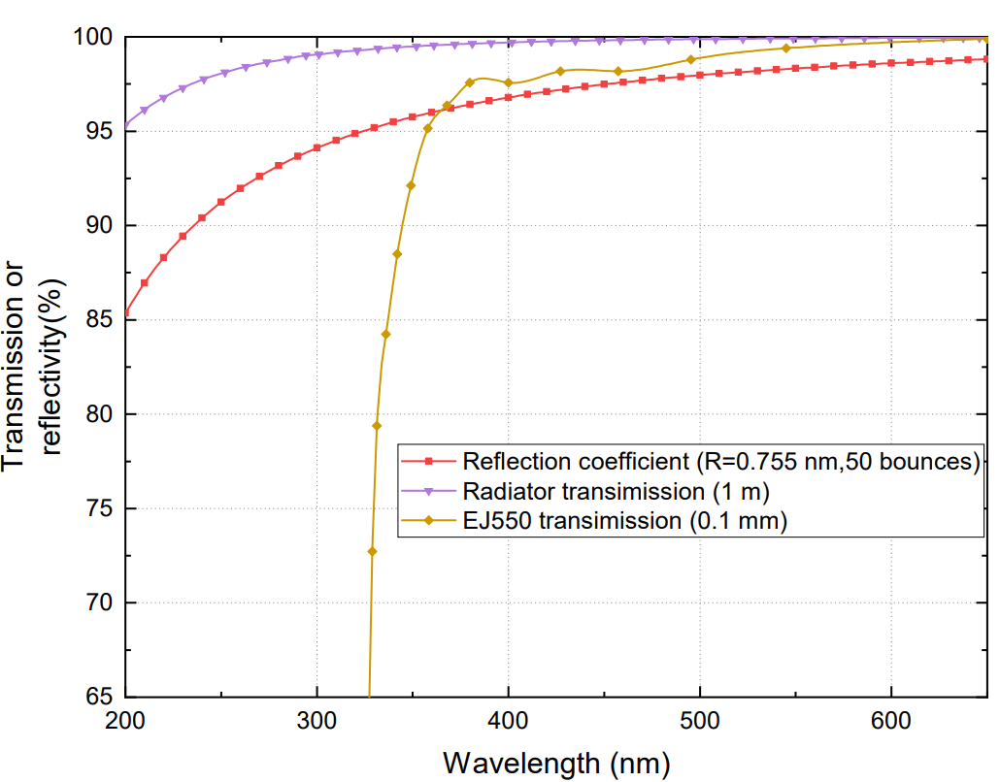 100
95
90
85
80
75
70
65
200
300
400
500
600
Transmission or
reflectivity(%)
Wavelength (nm)
Reflection coefficient (R=0.755 nm,50 bounces)
Radiator transimission (1 m)
EJ550 transimission (0.1 mm)